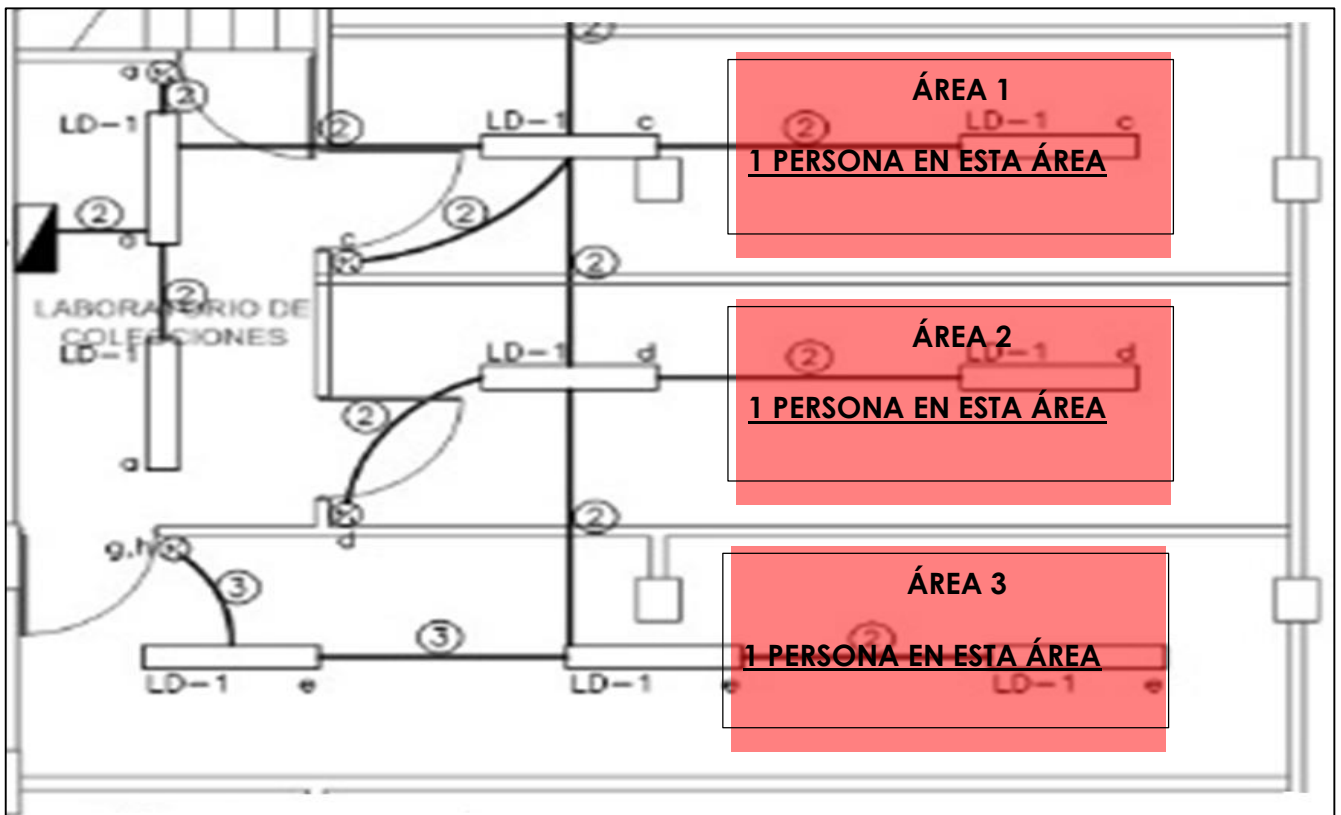 2
a
2
LD-1
2
LD-1
c
ÁREA 1
2
LD-1
c
1 PERSONA EN ESTA ÁREA
2
a
2
c
2
2
LABORATORIO DE
COLECCIONES
LD-1
a
LD-1
d
ÁREA 2
2
LD-1
d
1 PERSONA EN ESTA ÁREA
2
d
2
g,h
3
ÁREA 3
3
2
1 PERSONA EN ESTA ÁREA
LD-1
e
LD-1
e
LD-1
e